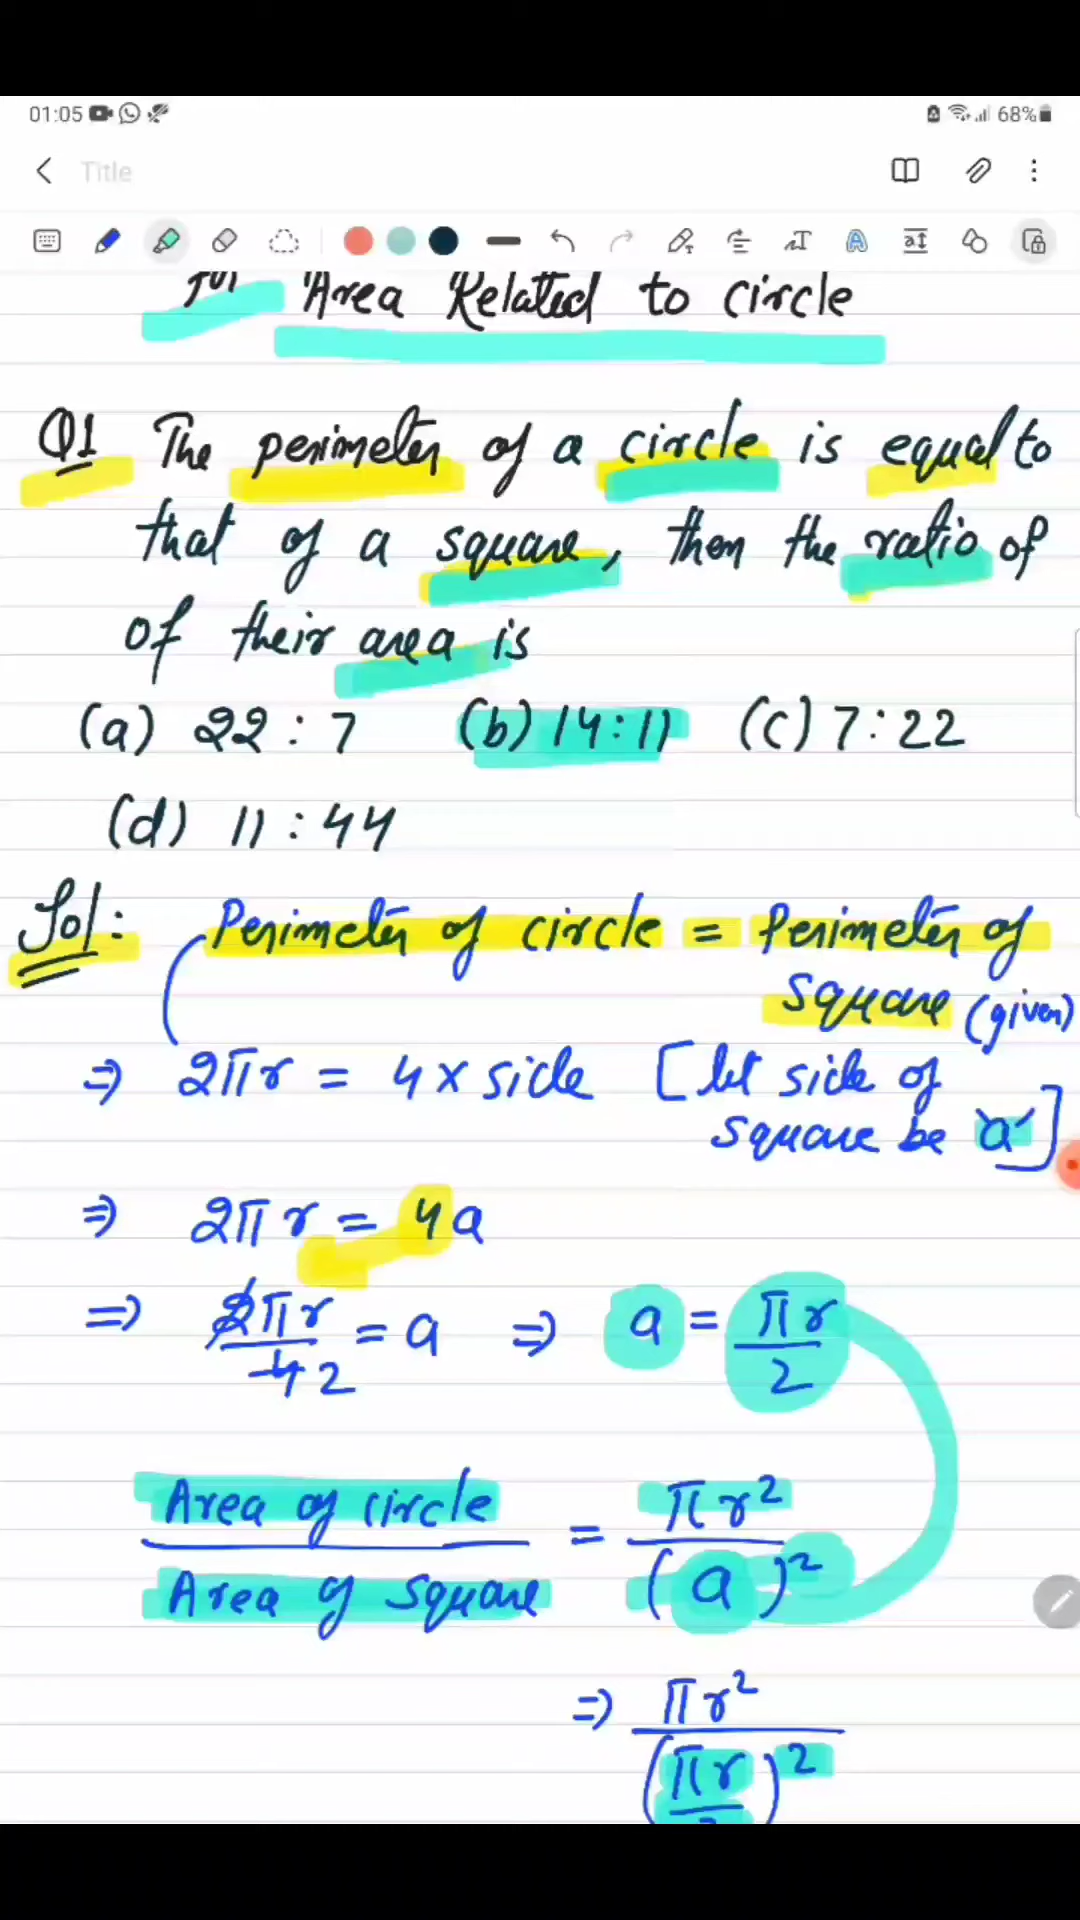 01:05 68%
Title
Area Related to circle
Q1 The perimeter of a circle is equal to
that of a square, then the ratio of
of their area is
(a) 22 : 7 (b) 14:11 (c) 7:22
(d) 11 : 44
Sol: Perimeter of circle = Perimeter of
square (given)
⇒ 2πr = 4 x side [let side of
square be 'a']
⇒ 2πr = 4a
⇒ 2πr/4 2 = a ⇒ a = πr/2
Area of circle/Area of square = πr²/(a)²
⇒ πr²/(πr/2)²